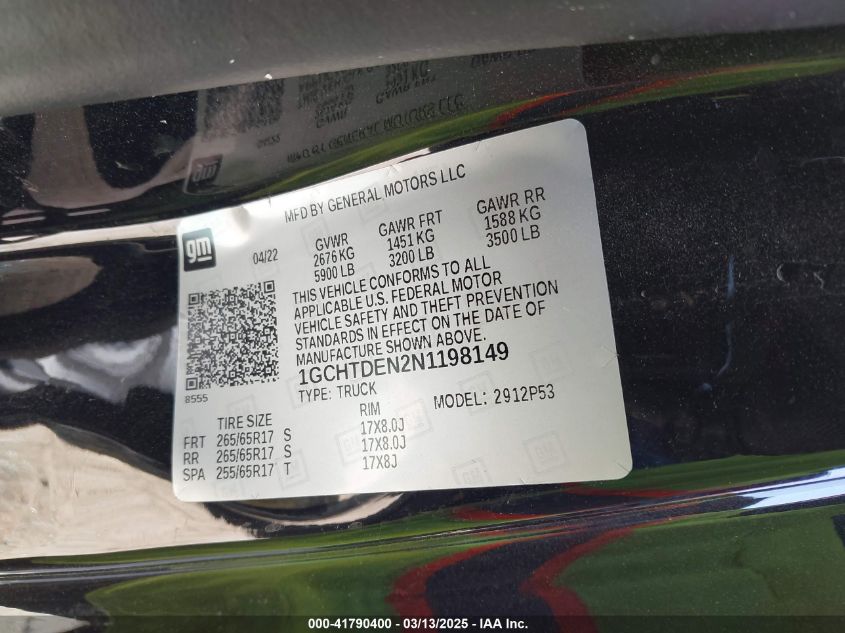 MFD BY GENERAL MOTORS LLC
gm
04/22
GVWR
2676 KG
5900 LB
GAWR FRT
1451 KG
3200 LB
GAWR RR
1588 KG
3500 LB
THIS VEHICLE CONFORMS TO ALL
APPLICABLE U.S. FEDERAL MOTOR
VEHICLE SAFETY AND THEFT PREVENTION
STANDARDS IN EFFECT ON THE DATE OF
MANUFACTURE SHOWN ABOVE.
1GCHTDEN2N1198149
TYPE: TRUCK
MODEL: 2912P53
8555
TIRE SIZE
RIM
FRT 265/65R17 S 17X8.0J
RR 265/65R17 S 17X8.0J
SPA 255/65R17 T 17X8J
000-41790400 - 03/13/2025 - IAA Inc.